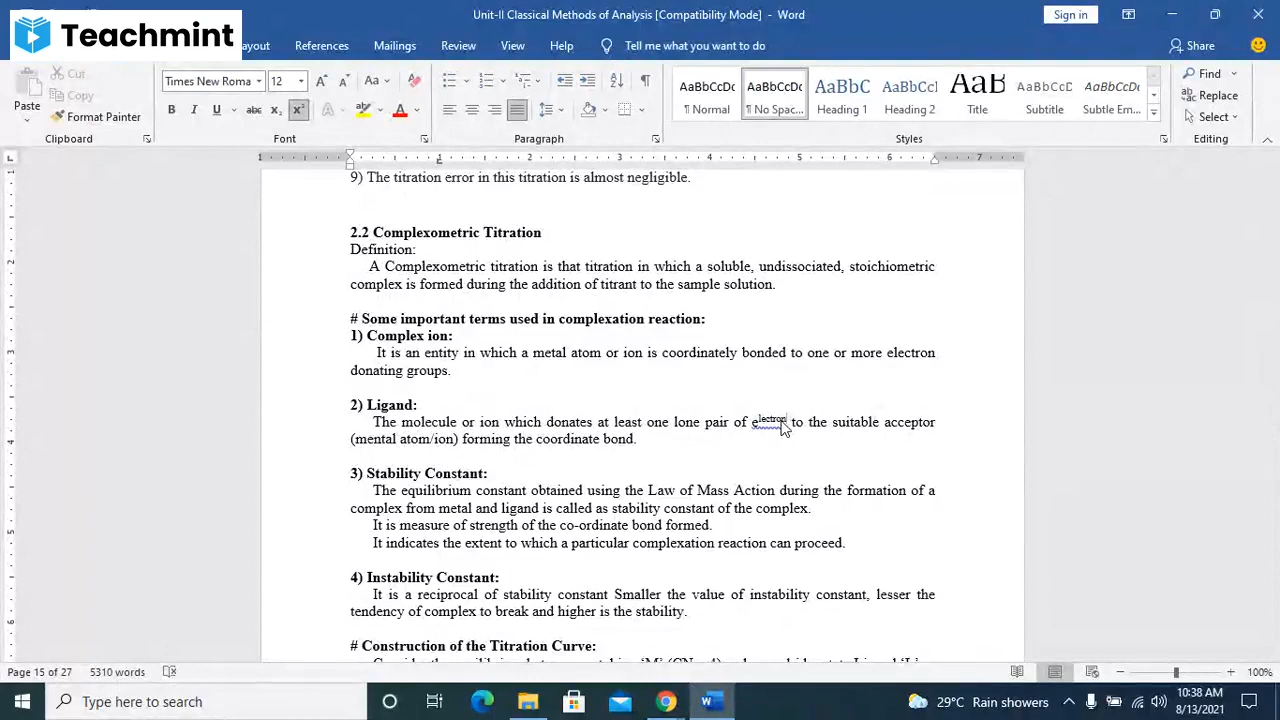 Unit-II Classical Methods of Analysis [Compatibility Mode] - Word
Sign in
Teachmint
ayout References Mailings Review View Help Tell me what you want to do Share
Cut
Copy
Paste
Format Painter
Clipboard
Times New Roma 12 Aa
B I U abc x² A
Font
Paragraph
AaBbCcDc AaBbCcDc AaBbC AaBbCcI AaB AaBbCcD AaBbCcDt
¶ Normal ¶ No Spac... Heading 1 Heading 2 Title Subtitle Subtle Em...
Styles
Find
Replace
Select
Editing
1 1 2 3 4 5 6 7
9) The titration error in this titration is almost negligible.
2.2 Complexometric Titration
Definition:
A Complexometric titration is that titration in which a soluble, undissociated, stoichiometric
complex is formed during the addition of titrant to the sample solution.
# Some important terms used in complexation reaction:
1) Complex ion:
It is an entity in which a metal atom or ion is coordinately bonded to one or more electron
donating groups.
2) Ligand:
The molecule or ion which donates at least one lone pair of electron to the suitable acceptor
(mental atom/ion) forming the coordinate bond.
3) Stability Constant:
The equilibrium constant obtained using the Law of Mass Action during the formation of a
complex from metal and ligand is called as stability constant of the complex.
It is measure of strength of the co-ordinate bond formed.
It indicates the extent to which a particular complexation reaction can proceed.
4) Instability Constant:
It is a reciprocal of stability constant Smaller the value of instability constant, lesser the
tendency of complex to break and higher is the stability.
# Construction of the Titration Curve:
Page 15 of 27 5310 words 100%
Type here to search
29°C Rain showers
10:38 AM
8/13/2021